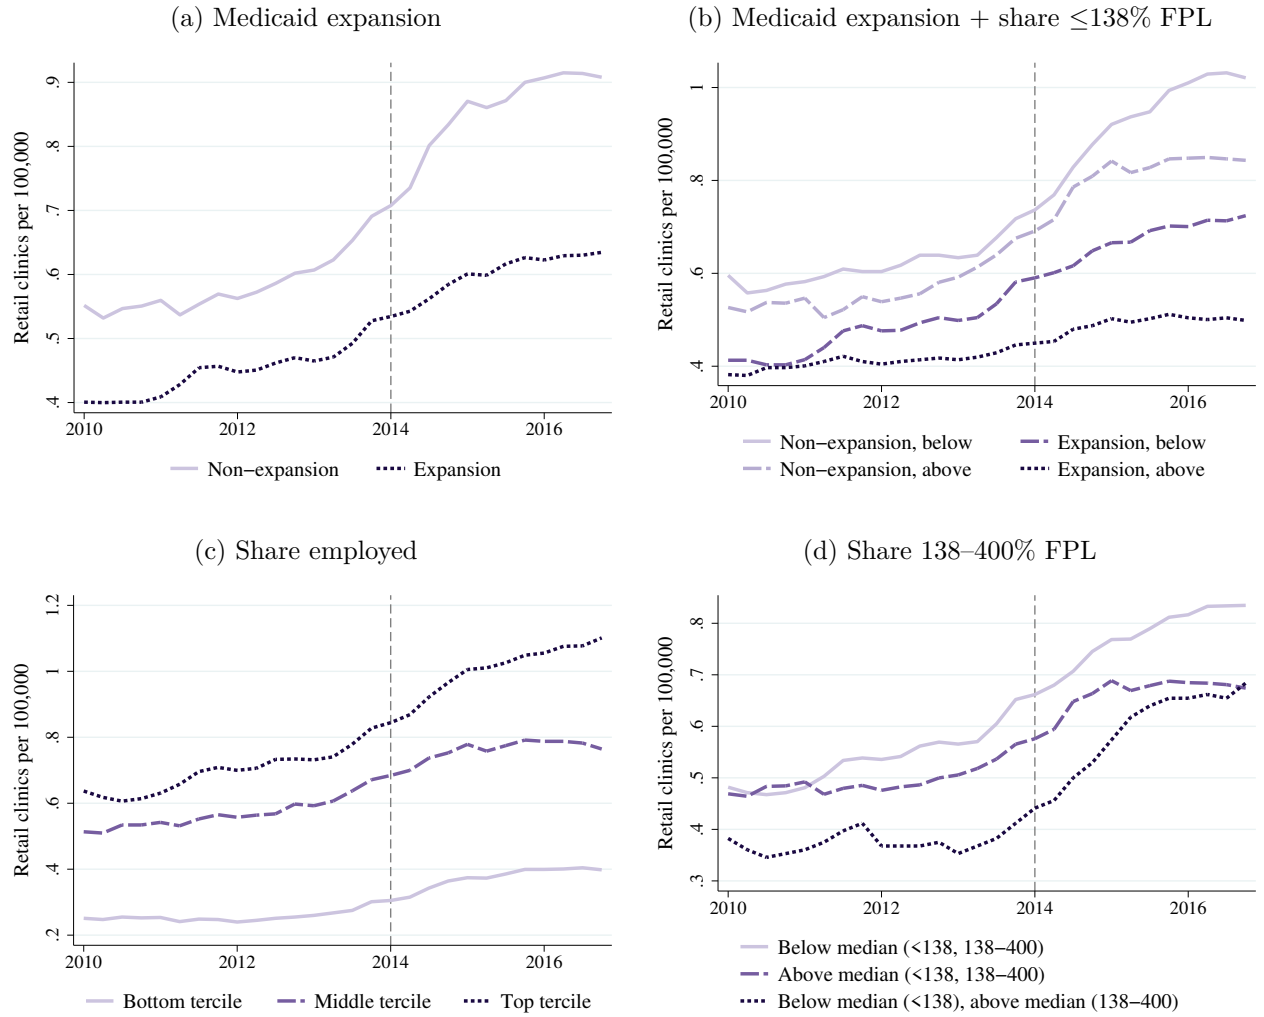 (a) Medicaid expansion
Retail clinics per 100,000
.9
.8
.7
.6
.5
.4
2010 2012 2014 2016
Non−expansion Expansion
(b) Medicaid expansion + share ≤138% FPL
Retail clinics per 100,000
1
.8
.6
.4
2010 2012 2014 2016
Non−expansion, below Expansion, below
Non−expansion, above Expansion, above
(c) Share employed
Retail clinics per 100,000
1.2
1
.8
.6
.4
.2
2010 2012 2014 2016
Bottom tercile Middle tercile Top tercile
(d) Share 138–400% FPL
Retail clinics per 100,000
.8
.7
.6
.5
.4
.3
2010 2012 2014 2016
Below median (<138, 138−400)
Above median (<138, 138−400)
Below median (<138), above median (138−400)